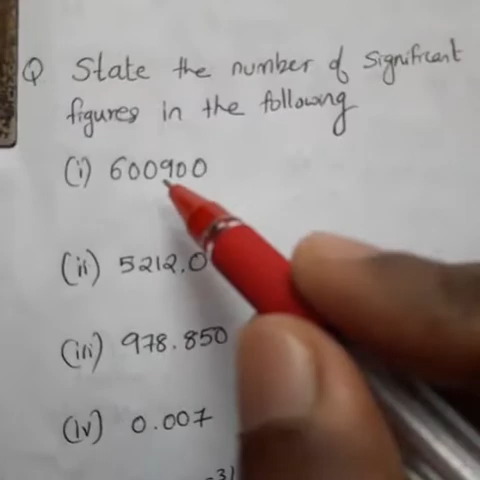 Q State the number of significant
figures in the following
(i) 600900
(ii) 5212.0
(iii) 978.850
(iv) 0.007
-31